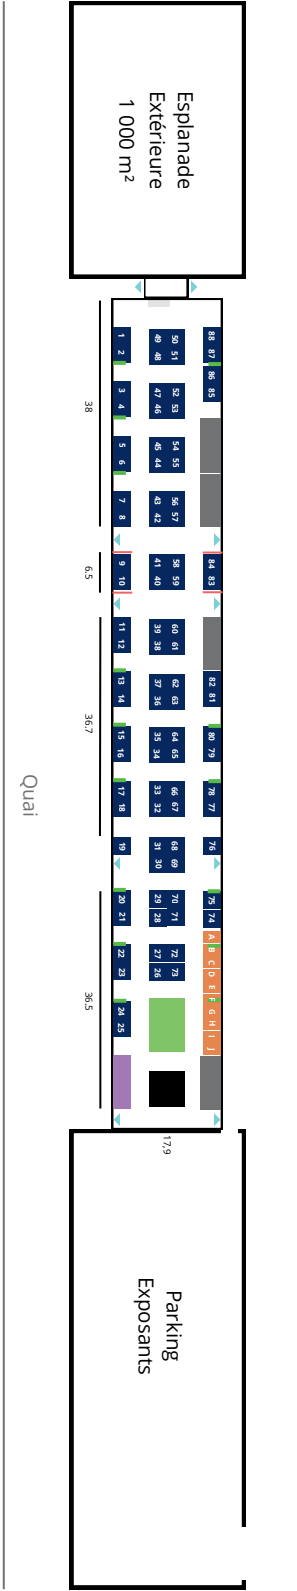 Esplanade
Extérieure
1 000 m²
1 49 50 88
2 48 51 87
86
3 47 52 85
4 46 53
5 45 54
6 44 55
7 43 56
8 42 57
38
9 41 58 84
10 40 59 83
6.5
11 39 60
12 38 61
13 37 62 82
14 36 63 81
15 35 64 80
16 34 65 79
36.7
17 33 66 78
18 32 67 77
19 31 68 76
30 69
20 29 70 75
21 28 71 74
A
22 27 72 B
C
23 26 73 D
E
F
24 G
25 H
I
J
36.5
17,9
Quai
Parking
Exposants